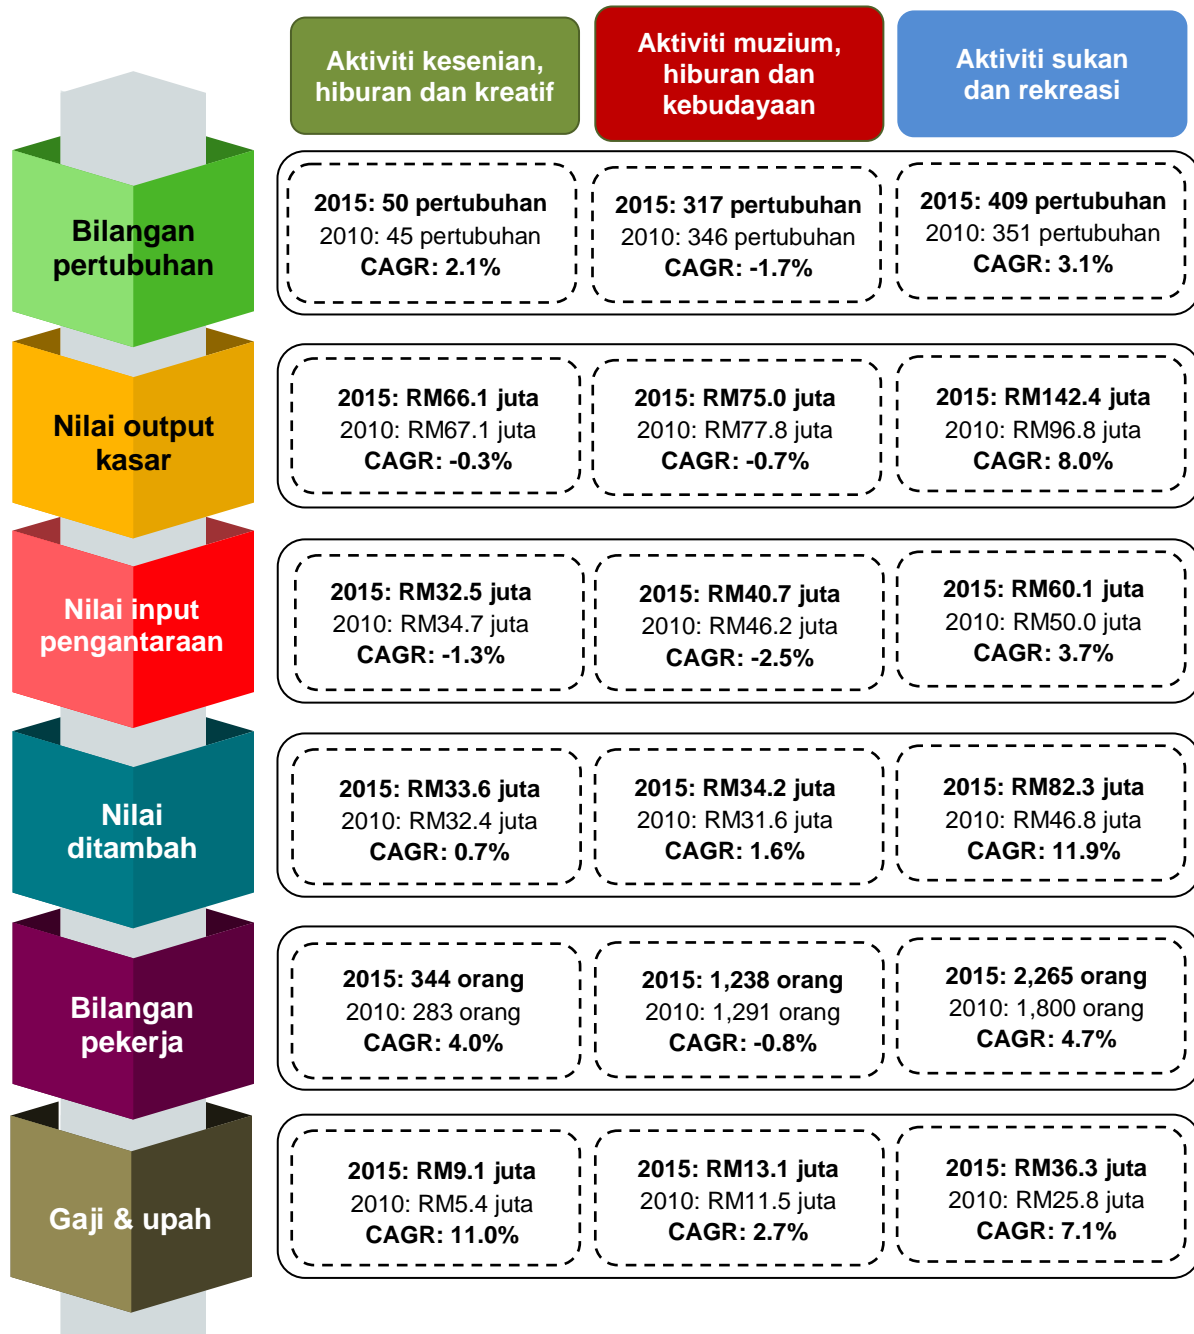 Aktiviti kesenian,
hiburan dan kreatif
Aktiviti muzium,
hiburan dan
kebudayaan
Aktiviti sukan
dan rekreasi
Bilangan
pertubuhan
2015: 50 pertubuhan
2010: 45 pertubuhan
CAGR: 2.1%
2015: 317 pertubuhan
2010: 346 pertubuhan
CAGR: -1.7%
2015: 409 pertubuhan
2010: 351 pertubuhan
CAGR: 3.1%
Nilai output
kasar
2015: RM66.1 juta
2010: RM67.1 juta
CAGR: -0.3%
2015: RM75.0 juta
2010: RM77.8 juta
CAGR: -0.7%
2015: RM142.4 juta
2010: RM96.8 juta
CAGR: 8.0%
Nilai input
pengantaraan
2015: RM32.5 juta
2010: RM34.7 juta
CAGR: -1.3%
2015: RM40.7 juta
2010: RM46.2 juta
CAGR: -2.5%
2015: RM60.1 juta
2010: RM50.0 juta
CAGR: 3.7%
Nilai
ditambah
2015: RM33.6 juta
2010: RM32.4 juta
CAGR: 0.7%
2015: RM34.2 juta
2010: RM31.6 juta
CAGR: 1.6%
2015: RM82.3 juta
2010: RM46.8 juta
CAGR: 11.9%
Bilangan
pekerja
2015: 344 orang
2010: 283 orang
CAGR: 4.0%
2015: 1,238 orang
2010: 1,291 orang
CAGR: -0.8%
2015: 2,265 orang
2010: 1,800 orang
CAGR: 4.7%
Gaji & upah
2015: RM9.1 juta
2010: RM5.4 juta
CAGR: 11.0%
2015: RM13.1 juta
2010: RM11.5 juta
CAGR: 2.7%
2015: RM36.3 juta
2010: RM25.8 juta
CAGR: 7.1%